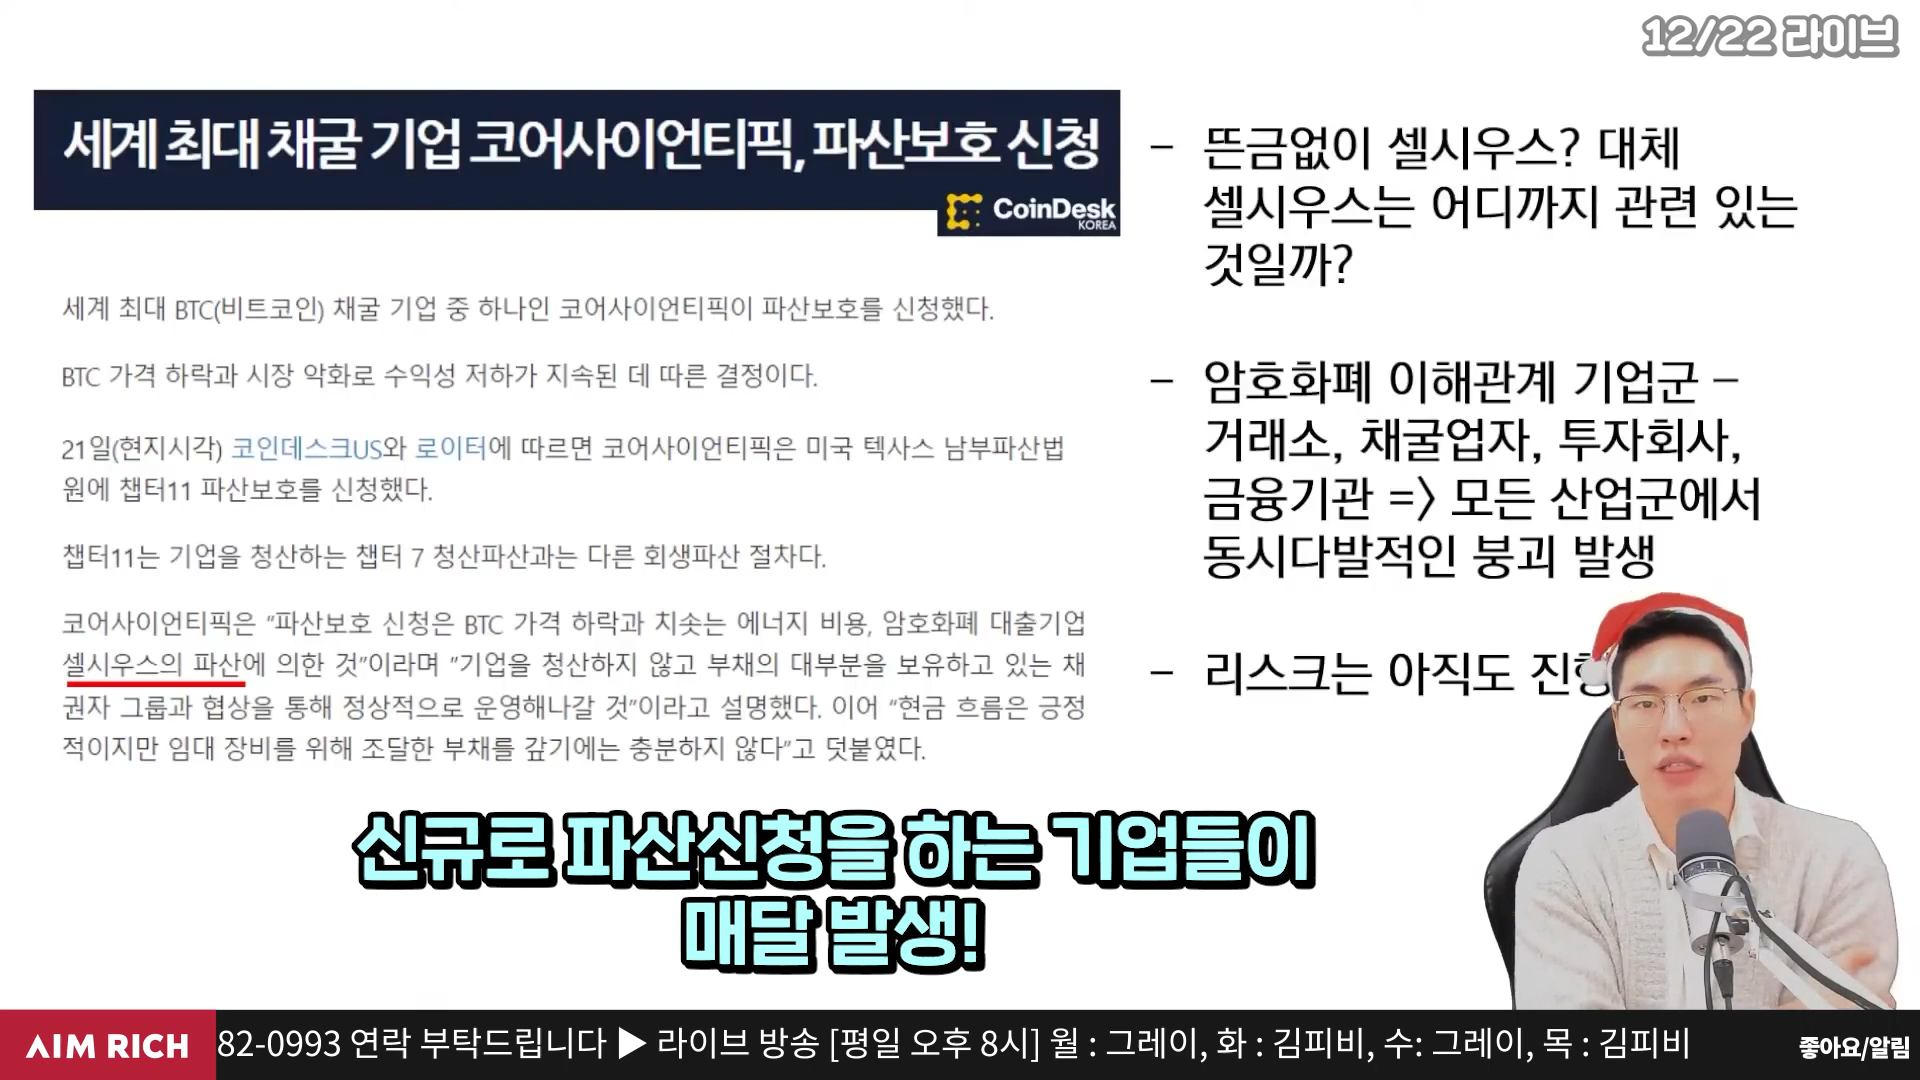 12/22 라이브
세계 최대 채굴 기업 코어사이언티픽, 파산보호 신청
CoinDesk
KOREA
세계 최대 BTC(비트코인) 채굴 기업 중 하나인 코어사이언티픽이 파산보호를 신청했다.
BTC 가격 하락과 시장 악화로 수익성 저하가 지속된 데 따른 결정이다.
21일(현지시각) 코인데스크US와 로이터에 따르면 코어사이언티픽은 미국 텍사스 남부파산법
원에 챕터11 파산보호를 신청했다.
챕터11는 기업을 청산하는 챕터 7 청산파산과는 다른 회생파산 절차다.
코어사이언티픽은 "파산보호 신청은 BTC 가격 하락과 치솟는 에너지 비용, 암호화폐 대출기업
셀시우스의 파산에 의한 것"이라며 "기업을 청산하지 않고 부채의 대부분을 보유하고 있는 채
권자 그룹과 협상을 통해 정상적으로 운영해나갈 것"이라고 설명했다. 이어 "현금 흐름은 긍정
적이지만 임대 장비를 위해 조달한 부채를 갚기에는 충분하지 않다"고 덧붙였다.
- 뜬금없이 셀시우스? 대체
셀시우스는 어디까지 관련 있는
것일까?
- 암호화폐 이해관계 기업군 –
거래소, 채굴업자, 투자회사,
금융기관 => 모든 산업군에서
동시다발적인 붕괴 발생
- 리스크는 아직도
신규로 파산신청을 하는 기업들이
매달 발생!
AIM RICH
82-0993 연락 부탁드립니다 ▶ 라이브 방송 [평일 오후 8시] 월 : 그레이, 화 : 김피비, 수: 그레이, 목 : 김피비
좋아요/알림